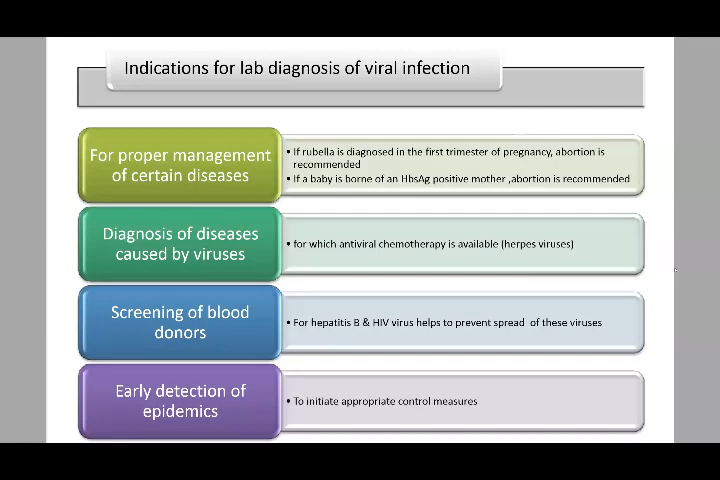 Indications for lab diagnosis of viral infection
For proper management
of certain diseases
• If rubella is diagnosed in the first trimester of pregnancy, abortion is
recommended
• If a baby is borne of an HbsAg positive mother ,abortion is recommended
Diagnosis of diseases
caused by viruses
• for which antiviral chemotherapy is available (herpes viruses)
Screening of blood
donors
• For hepatitis B & HIV virus helps to prevent spread of these viruses
Early detection of
epidemics
• To initiate appropriate control measures